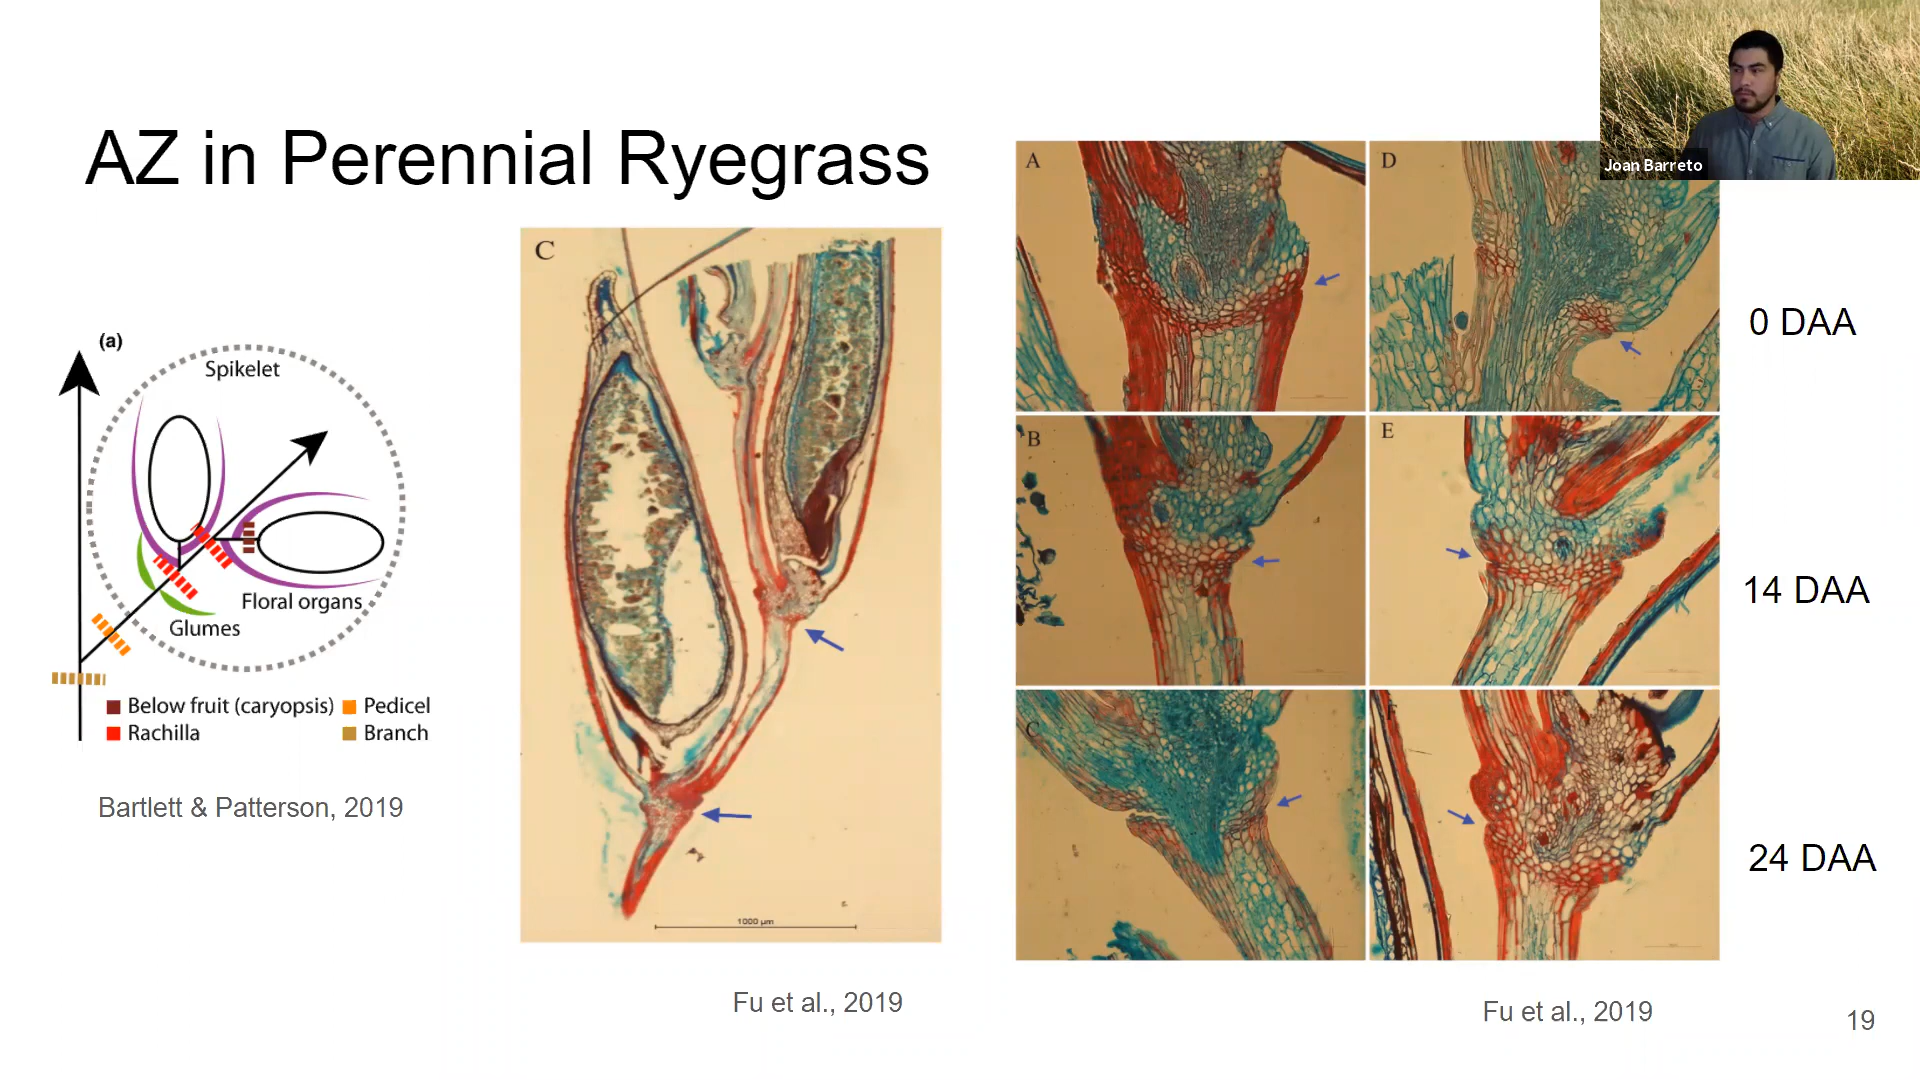 Joan Barreto
AZ in Perennial Ryegrass
(a)
Spikelet
Floral organs
Glumes
Below fruit (caryopsis)
Pedicel
Rachilla
Branch
Bartlett & Patterson, 2019
C
1000 µm
Fu et al., 2019
A
D
0 DAA
B
E
14 DAA
C
F
24 DAA
Fu et al., 2019
19